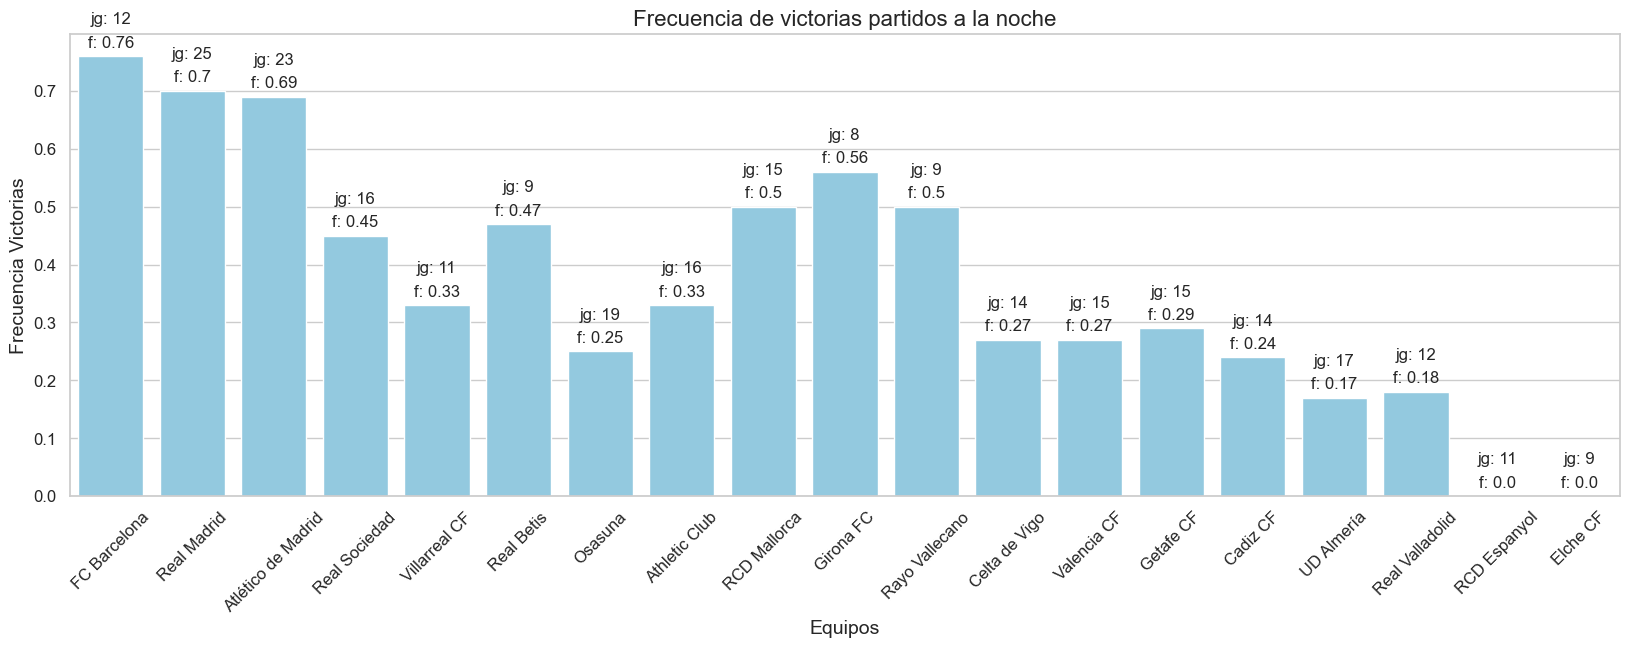 Frecuencia de victorias partidos a la noche
Frecuencia Victorias
0.7
0.6
0.5
0.4
0.3
0.2
0.1
0.0
jg: 12
f: 0.76
jg: 25
f: 0.7
jg: 23
f: 0.69
jg: 16
f: 0.45
jg: 11
f: 0.33
jg: 9
f: 0.47
jg: 19
f: 0.25
jg: 16
f: 0.33
jg: 15
f: 0.5
jg: 8
f: 0.56
jg: 9
f: 0.5
jg: 14
f: 0.27
jg: 15
f: 0.27
jg: 15
f: 0.29
jg: 14
f: 0.24
jg: 17
f: 0.17
jg: 12
f: 0.18
jg: 11
f: 0.0
jg: 9
f: 0.0
FC Barcelona
Real Madrid
Atlético de Madrid
Real Sociedad
Villarreal CF
Real Betis
Osasuna
Athletic Club
RCD Mallorca
Girona FC
Rayo Vallecano
Celta de Vigo
Valencia CF
Getafe CF
Cadiz CF
UD Almería
Real Valladolid
RCD Espanyol
Elche CF
Equipos